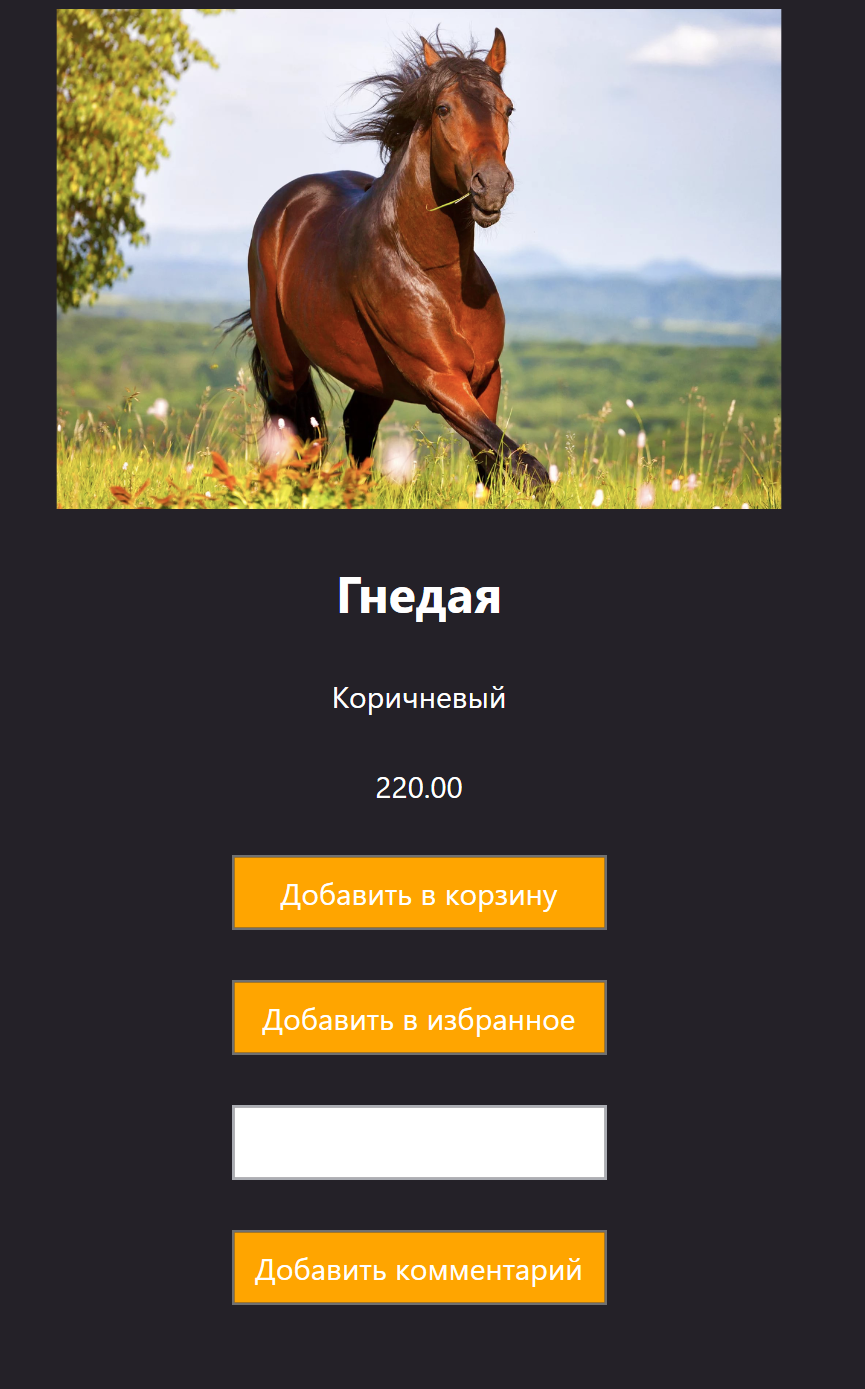 Гнедая
Коричневый
220.00
Добавить в корзину
Добавить в избранное
Добавить комментарий